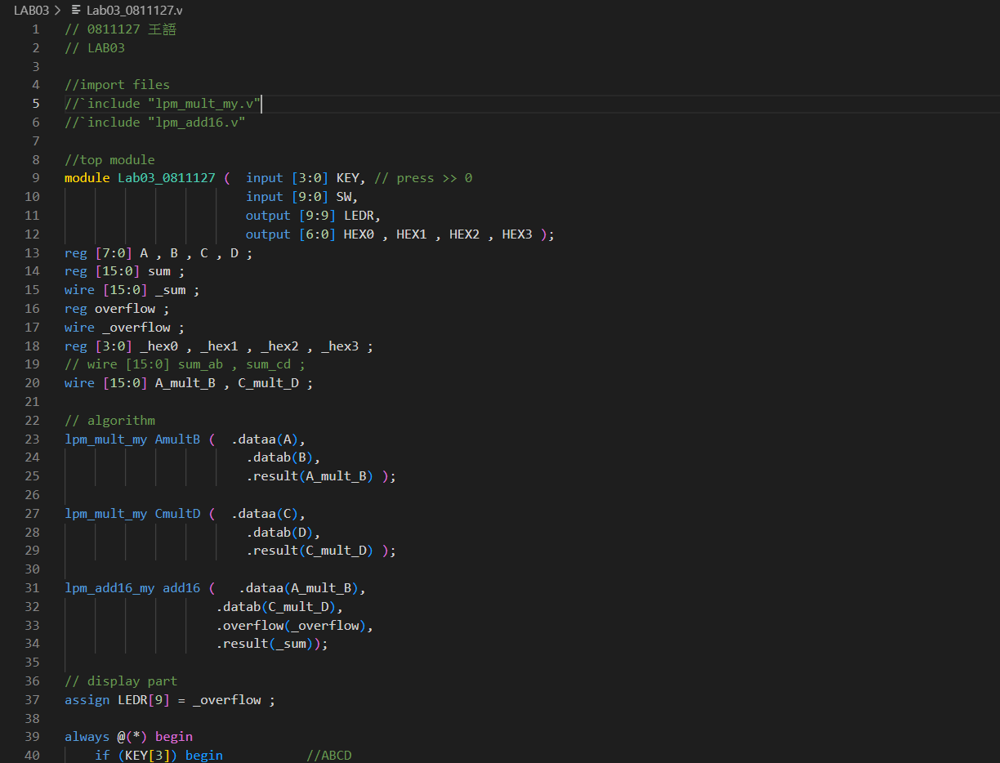 LAB03 > Lab03_0811127.v
1 // 0811127 王語
2 // LAB03
3
4 //import files
5 //`include "lpm_mult_my.v"
6 //`include "lpm_add16.v"
7
8 //top module
9 module Lab03_0811127 ( input [3:0] KEY, // press >> 0
10 input [9:0] SW,
11 output [9:9] LEDR,
12 output [6:0] HEX0 , HEX1 , HEX2 , HEX3 );
13 reg [7:0] A , B , C , D ;
14 reg [15:0] sum ;
15 wire [15:0] _sum ;
16 reg overflow ;
17 wire _overflow ;
18 reg [3:0] _hex0 , _hex1 , _hex2 , _hex3 ;
19 // wire [15:0] sum_ab , sum_cd ;
20 wire [15:0] A_mult_B , C_mult_D ;
21
22 // algorithm
23 lpm_mult_my AmultB ( .dataa(A),
24 .datab(B),
25 .result(A_mult_B) );
26
27 lpm_mult_my CmultD ( .dataa(C),
28 .datab(D),
29 .result(C_mult_D) );
30
31 lpm_add16_my add16 ( .dataa(A_mult_B),
32 .datab(C_mult_D),
33 .overflow(_overflow),
34 .result(_sum));
35
36 // display part
37 assign LEDR[9] = _overflow ;
38
39 always @(*) begin
40 if (KEY[3]) begin //ABCD